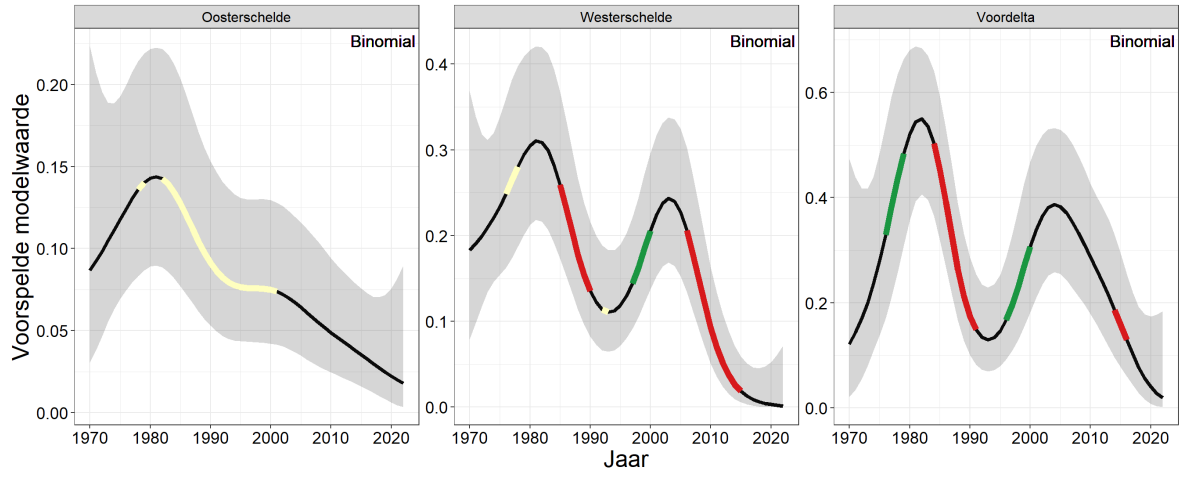 Oosterschelde
Westerschelde
Voordelta
Binomial
Binomial
Binomial
Voorspelde modelwaarde
0.20
0.15
0.10
0.05
0.00
0.4
0.3
0.2
0.1
0.0
0.6
0.4
0.2
0.0
1970 1980 1990 2000 2010 2020
1970 1980 1990 2000 2010 2020
1970 1980 1990 2000 2010 2020
Jaar